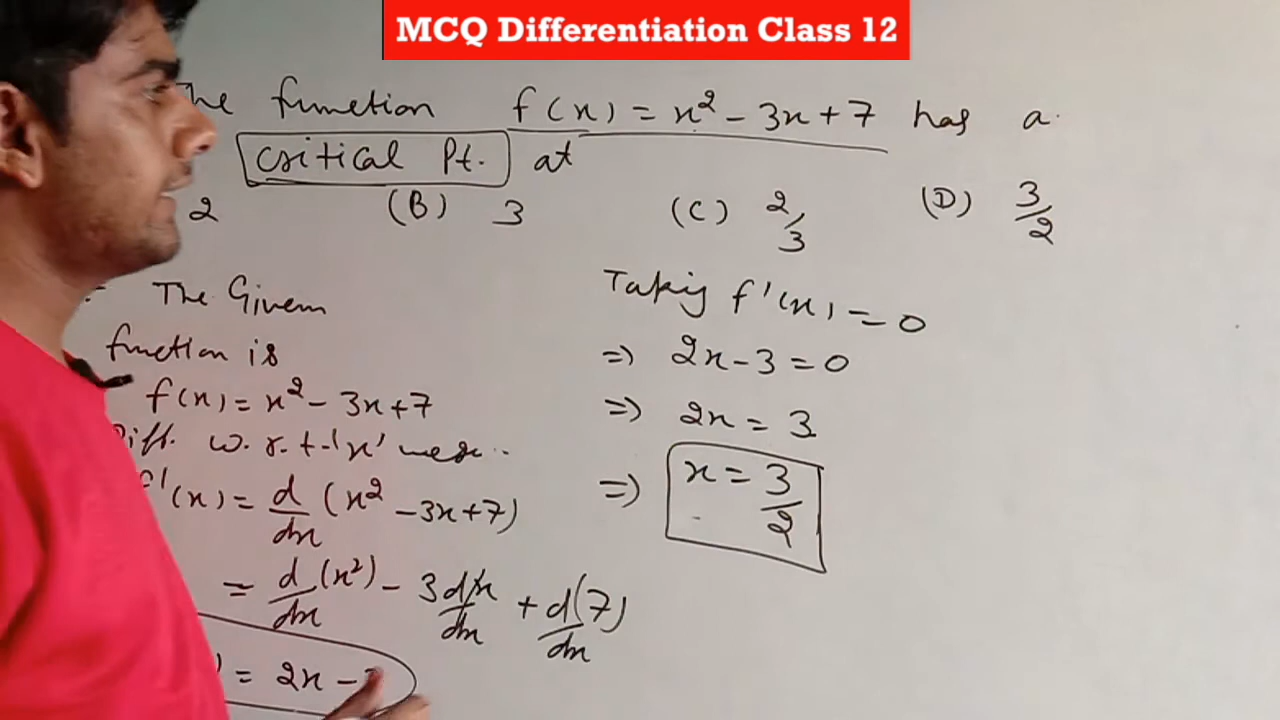 MCQ Differentiation Class 12
The function f(x) = x² - 3x + 7 has a
critical Pt. at
2 (B) 3 (C) 2/3 (D) 3/2
The Given
function is
f(x) = x² - 3x + 7
Diff. w.r.t. 'x'
f'(x) = d/dx (x² - 3x + 7)
= d/dx (x²) - 3 dx/dx + d(7)/dx
= 2x -
Taking f'(x) = 0
=> 2x - 3 = 0
=> 2x = 3
=> x = 3/2